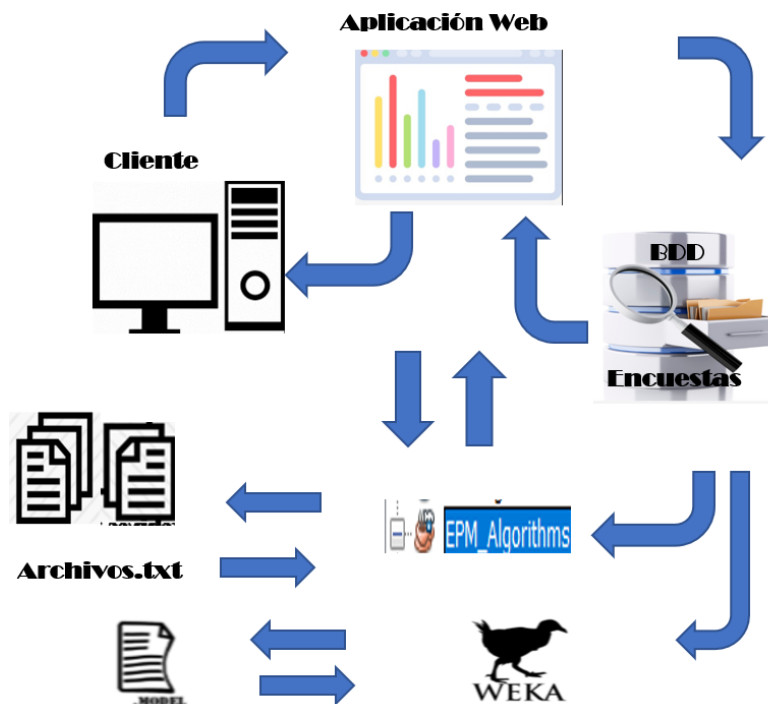 Aplicación Web
Cliente
BDD
Encuestas
EPM_Algorithms
Archivos.txt
.MODEL
WEKA